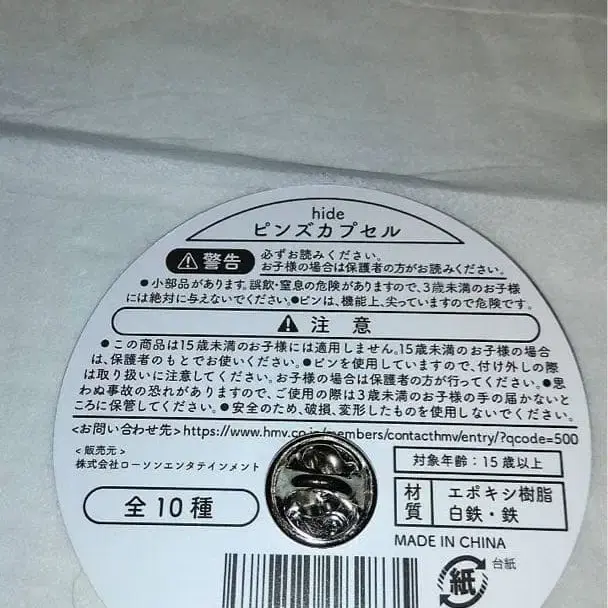 hide
ピンズカプセル
警告
必ずお読みください。
お子様の場合は保護者の方がお読みください。
●小部品があります。誤飲・窒息の危険がありますので、3歳未満のお子様
には絶対に与えないでください。●ピンは、機能上、尖っていますので危険です。
注意
●この商品は15歳未満のお子様には適用しません。15歳未満のお子様の場合
は、保護者のもとでお使いください。●ピンを使用していますので、付け外しの際
は取り扱いに注意してください。お子様の場合は保護者の方が行ってください。●思
わぬ事故の恐れがありますので、ご使用の際は3歳未満のお子様の手の届かないと
ころに保管してください。●安全のため、破損、変形したものを使用しないでください。
<お問い合わせ先>https://www.hmv.co.jp/members/contacthmv/entry/?qcode=500
<販売元>
株式会社ローソンエンタテインメント
対象年齢:15歳以上
全10種
材質
エポキシ樹脂
白鉄・鉄
MADE IN CHINA
台紙
紙